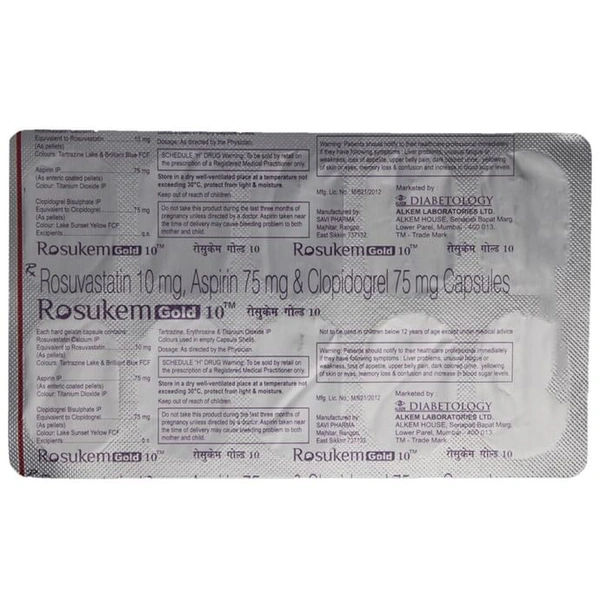 Equivalent to Rosuvastatin 10 mg
(As pellets)
Colour: Tartrazine Lake & Brilliant Blue FCF
Aspirin IP 75 mg
(As enteric coated pellets)
Colour: Titanium Dioxide IP
Clopidogrel Bisulphate IP
Equivalent to Clopidogrel 75 mg
(As pellets)
Colour: Lake Sunset Yellow FCF
Excipients q.s.
Dosage: As directed by the Physician.
SCHEDULE "H" DRUG Warning: To be sold by retail on
the prescription of a Registered Medical Practitioner only.
Store in a dry well-ventilated place at a temperature not
exceeding 30°C, protect from light & moisture.
Keep out of reach of children.
Do not take this product during the last three months of
pregnancy unless directed by a doctor. Aspirin taken near
the time of delivery may cause bleeding problem to both
mother and child.
Warning: Patients should notify to their healthcare professional immediately
if they have following symptoms : Liver problems, unusual fatigue or
weakness, loss of appetite, upper belly pain, dark colored urine, yellowing
of skin or eyes, memory loss & confusion and increase in blood sugar levels.
Mfg. Lic. No.: M/521/2012
Manufactured by:
SAVI PHARMA
Majhitar, Rangpo,
East Sikkim 737132.
Marketed by
DIABETOLOGY
ALKEM LABORATORIES LTD.
ALKEM HOUSE, Senapati Bapat Marg,
Lower Parel, Mumbai - 400 013.
TM - Trade Mark
Rosukem Gold 10™ रोसुकेम गोल्ड 10
Rosukem Gold 10™ रोसुकेम गोल्ड 10
Rx
Rosuvastatin 10 mg, Aspirin 75 mg & Clopidogrel 75 mg Capsules
Rosukem Gold 10™ रोसुकेम गोल्ड 10
Each hard gelatin capsule contains:
Rosuvastatin Calcium IP
Equivalent to Rosuvastatin 10 mg
(As pellets)
Colour: Tartrazine Lake & Brilliant Blue FCF
Aspirin IP 75 mg
(As enteric coated pellets)
Colour: Titanium Dioxide IP
Clopidogrel Bisulphate IP
Equivalent to Clopidogrel 75 mg
(As pellets)
Colour: Lake Sunset Yellow FCF
Excipients q.s.
Tartrazine, Erythrosine & Titanium Dioxide IP
Colours used in empty Capsule Shells.
Dosage: As directed by the Physician.
SCHEDULE "H" DRUG Warning: To be sold by retail on
the prescription of a Registered Medical Practitioner only.
Store in a dry well-ventilated place at a temperature not
exceeding 30°C, protect from light & moisture.
Keep out of reach of children.
Do not take this product during the last three months of
pregnancy unless directed by a doctor. Aspirin taken near
the time of delivery may cause bleeding problem to both
mother and child.
Not to be used in children below 12 years of age except under medical advice
Warning: Patients should notify to their healthcare professional immediately
if they have following symptoms : Liver problems, unusual fatigue or
weakness, loss of appetite, upper belly pain, dark colored urine, yellowing
of skin or eyes, memory loss & confusion and increase in blood sugar levels.
Mfg. Lic. No.: M/521/2012
Manufactured by:
SAVI PHARMA
Majhitar, Rangpo,
East Sikkim 737132.
Marketed by
DIABETOLOGY
ALKEM LABORATORIES LTD.
ALKEM HOUSE, Senapati Bapat Marg,
Lower Parel, Mumbai - 400 013.
TM - Trade Mark
Rosukem Gold 10™ रोसुकेम गोल्ड 10
Rosukem Gold 10™ रोसुकेम गोल्ड 10